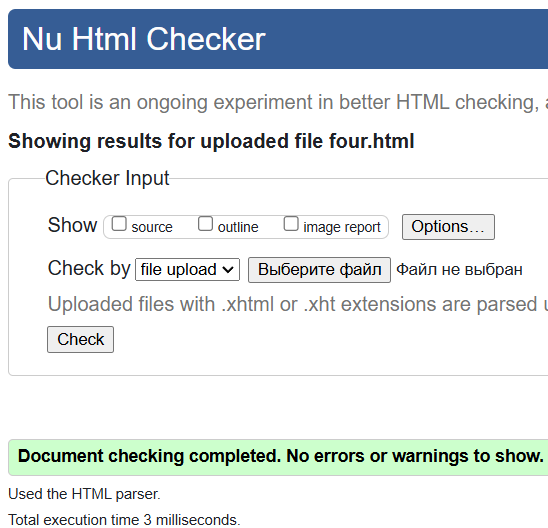 Nu Html Checker
This tool is an ongoing experiment in better HTML checking,
Showing results for uploaded file four.html
Checker Input
Show source outline image report Options...
Check by file upload Выберите файл Файл не выбран
Uploaded files with .xhtml or .xht extensions are parsed
Check
Document checking completed. No errors or warnings to show.
Used the HTML parser.
Total execution time 3 milliseconds.